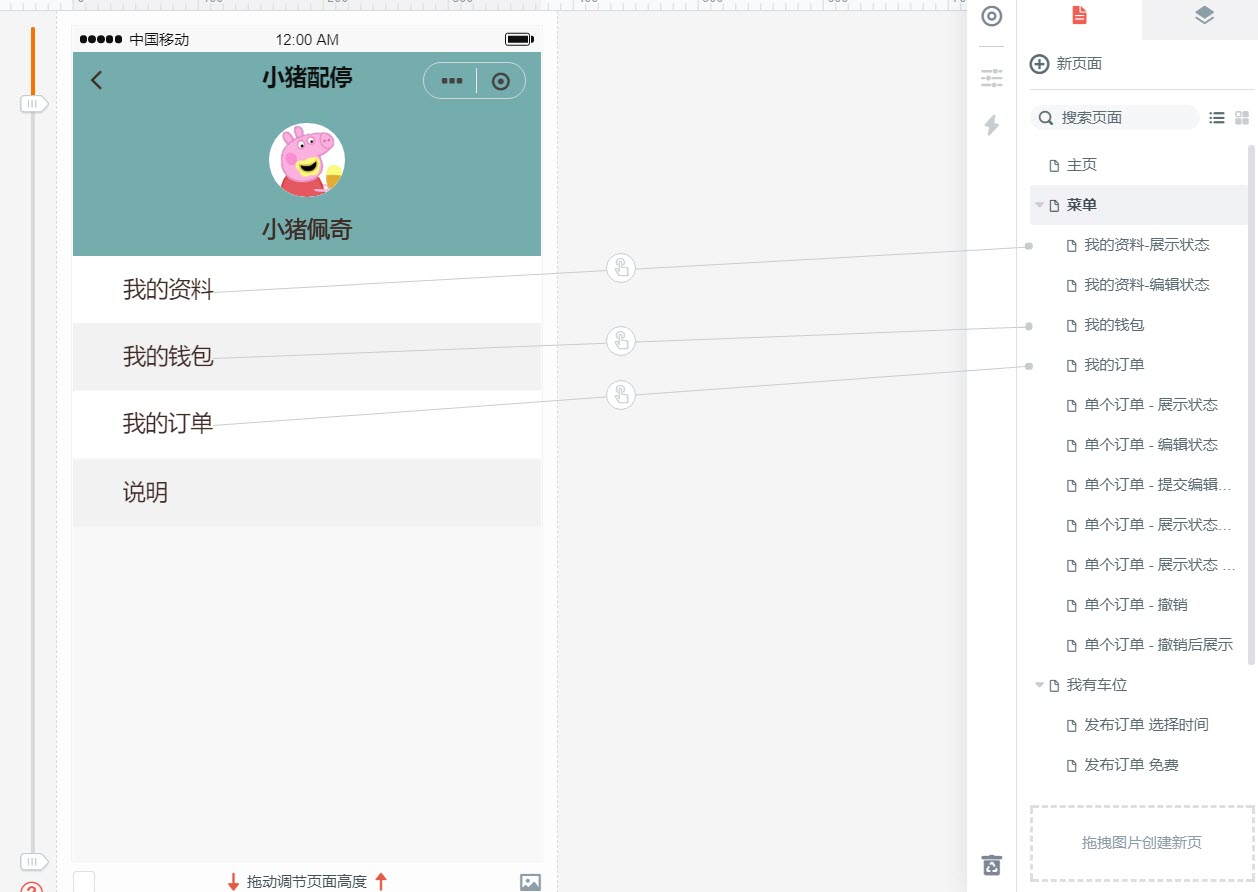 中国移动
12:00 AM
小猪配停
小猪佩奇
我的资料
我的钱包
我的订单
说明
拖动调节页面高度
新页面
搜索页面
主页
菜单
我的资料-展示状态
我的资料-编辑状态
我的钱包
我的订单
单个订单 - 展示状态
单个订单 - 编辑状态
单个订单 - 提交编辑...
单个订单 - 展示状态...
单个订单 - 展示状态 ...
单个订单 - 撤销
单个订单 - 撤销后展示
我有车位
发布订单 选择时间
发布订单 免费
拖拽图片创建新页